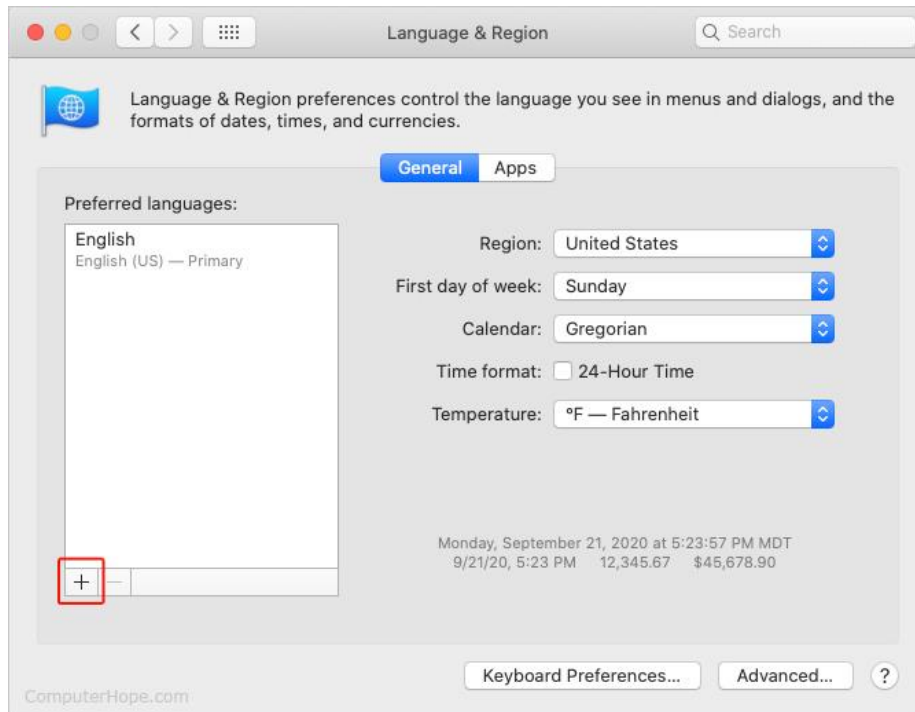 Language & Region
Search
Language & Region preferences control the language you see in menus and dialogs, and the
formats of dates, times, and currencies.
General Apps
Preferred languages:
English
English (US) — Primary
Region: United States
First day of week: Sunday
Calendar: Gregorian
Time format: 24-Hour Time
Temperature: °F — Fahrenheit
Monday, September 21, 2020 at 5:23:57 PM MDT
9/21/20, 5:23 PM 12,345.67 $45,678.90
+ −
Keyboard Preferences... Advanced... ?
ComputerHope.com